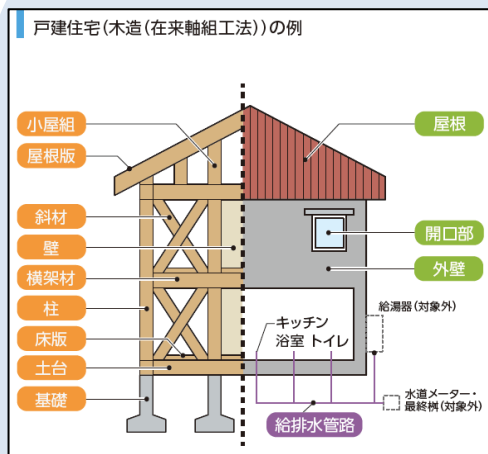 戸建住宅(木造(在来軸組工法))の例
小屋組
屋根版
斜材
壁
横架材
柱
床版
土台
基礎
屋根
開口部
外壁
給湯器(対象外)
キッチン
浴室 トイレ
水道メーター・
最終桝(対象外)
給排水管路